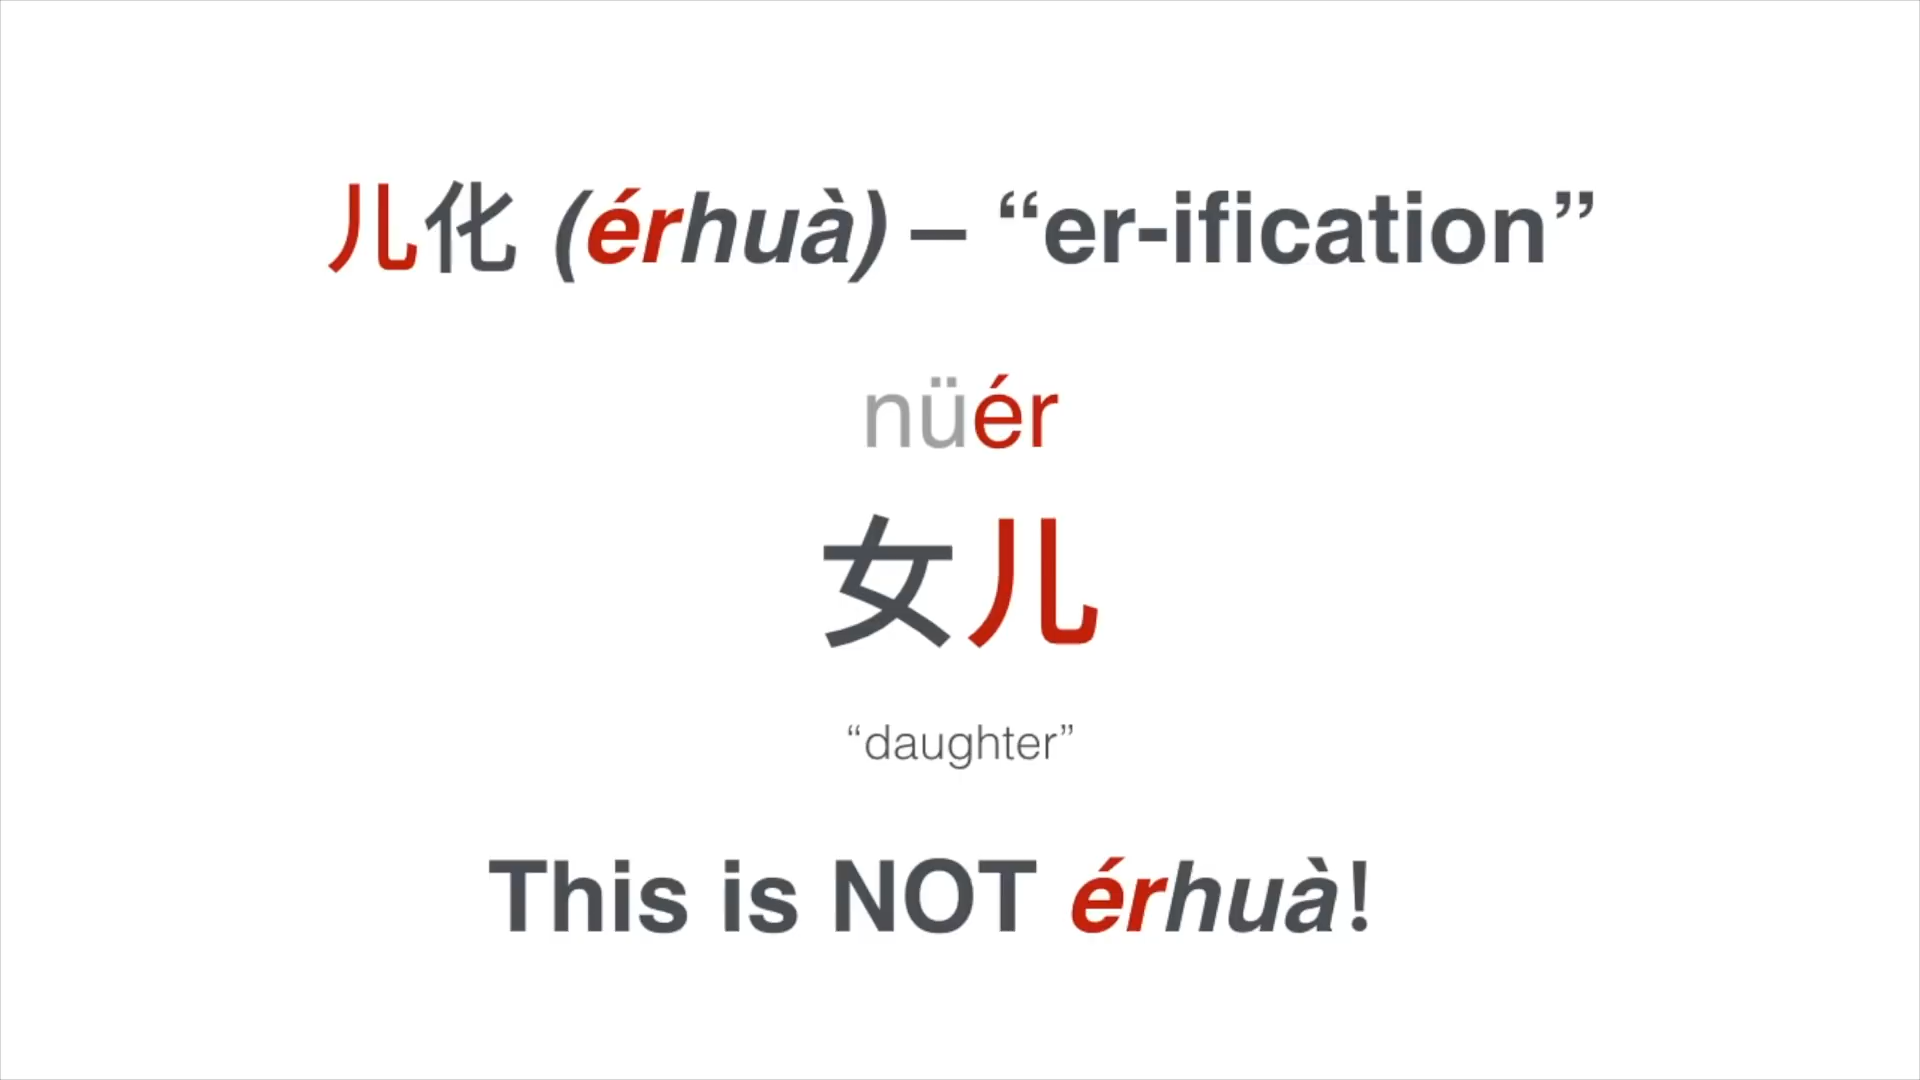 儿化 (érhuà) – “er-ification”
nüér
女儿
“daughter”
This is NOT érhuà!